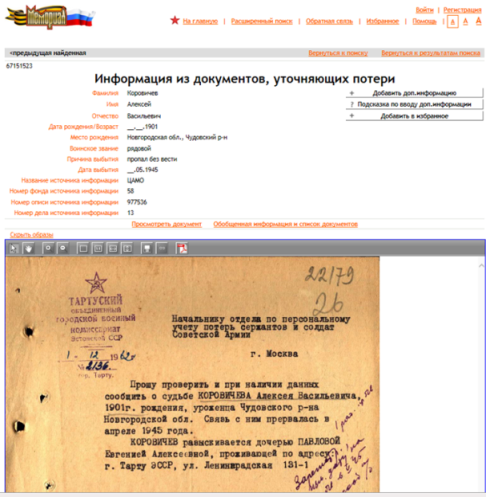 Мемориал
Войти | Регистрация
На главную | Расширенный поиск | Обратная связь | Избранное | Помощь | А А А
<предыдущая найденная
Вернуться к поиску Вернуться к результатам поиска
67151523
Информация из документов, уточняющих потери
Фамилия Коровичев
+ Добавить доп.информацию
Имя Алексей
? Подсказка по вводу доп.информации
Отчество Васильевич
+ Добавить в избранное
Дата рождения/Возраст __.__.1901
Место рождения Новгородская обл., Чудовский р-н
Воинское звание рядовой
Причина выбытия пропал без вести
Дата выбытия __.05.1945
Название источника информации ЦАМО
Номер фонда источника информации 58
Номер описи источника информации 977536
Номер дела источника информации 13
Просмотреть документ Обобщенная информация и список документов
Скрыть образы
22/79
26
ТАРТУСКИЙ
объединенный
городской военный
комиссариат
Эстонской ССР
1 - 12 1962г
№ 2/96
гор. Тарту.
Начальнику отдела по персональному
учету потерь сержантов и солдат
Советской Армии
г. Москва
Прошу проверить и при наличии данных
сообщить о судьбе КОРОВИЧЕВА Алексея Васильевича,
1901г. рождения, уроженца Чудовского р-на
Новгородской обл. Связь с ним прервалась в
апреле 1945 года.
КОРОВИЧЕВ разыскивается дочерью ПАВЛОВОЙ
Евгенией Алексеевной, проживающей по адресу:
г. Тарту ЭССР, ул. Ленинградская 131-1